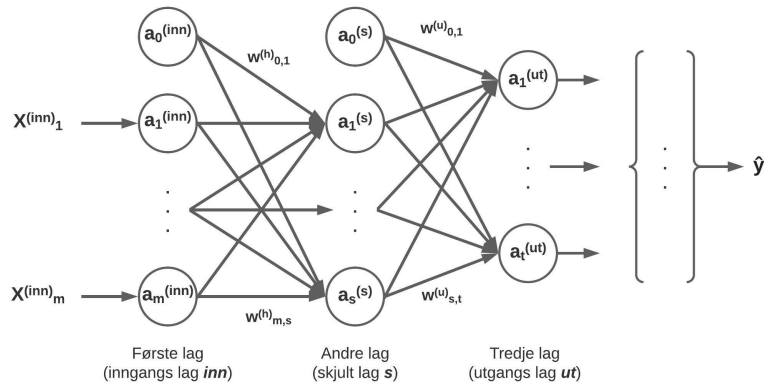 a₀⁽ⁱⁿⁿ⁾
a₀⁽ˢ⁾
w⁽ʰ⁾₀,₁
w⁽ᵘ⁾₀,₁
a₁⁽ᵘᵗ⁾
X⁽ⁱⁿⁿ⁾₁
a₁⁽ⁱⁿⁿ⁾
a₁⁽ˢ⁾
ŷ
aₜ⁽ᵘᵗ⁾
X⁽ⁱⁿⁿ⁾ₘ
aₘ⁽ⁱⁿⁿ⁾
aₛ⁽ˢ⁾
w⁽ʰ⁾ₘ,ₛ
w⁽ᵘ⁾ₛ,ₜ
Første lag
(inngangs lag inn)
Andre lag
(skjult lag s)
Tredje lag
(utgangs lag ut)